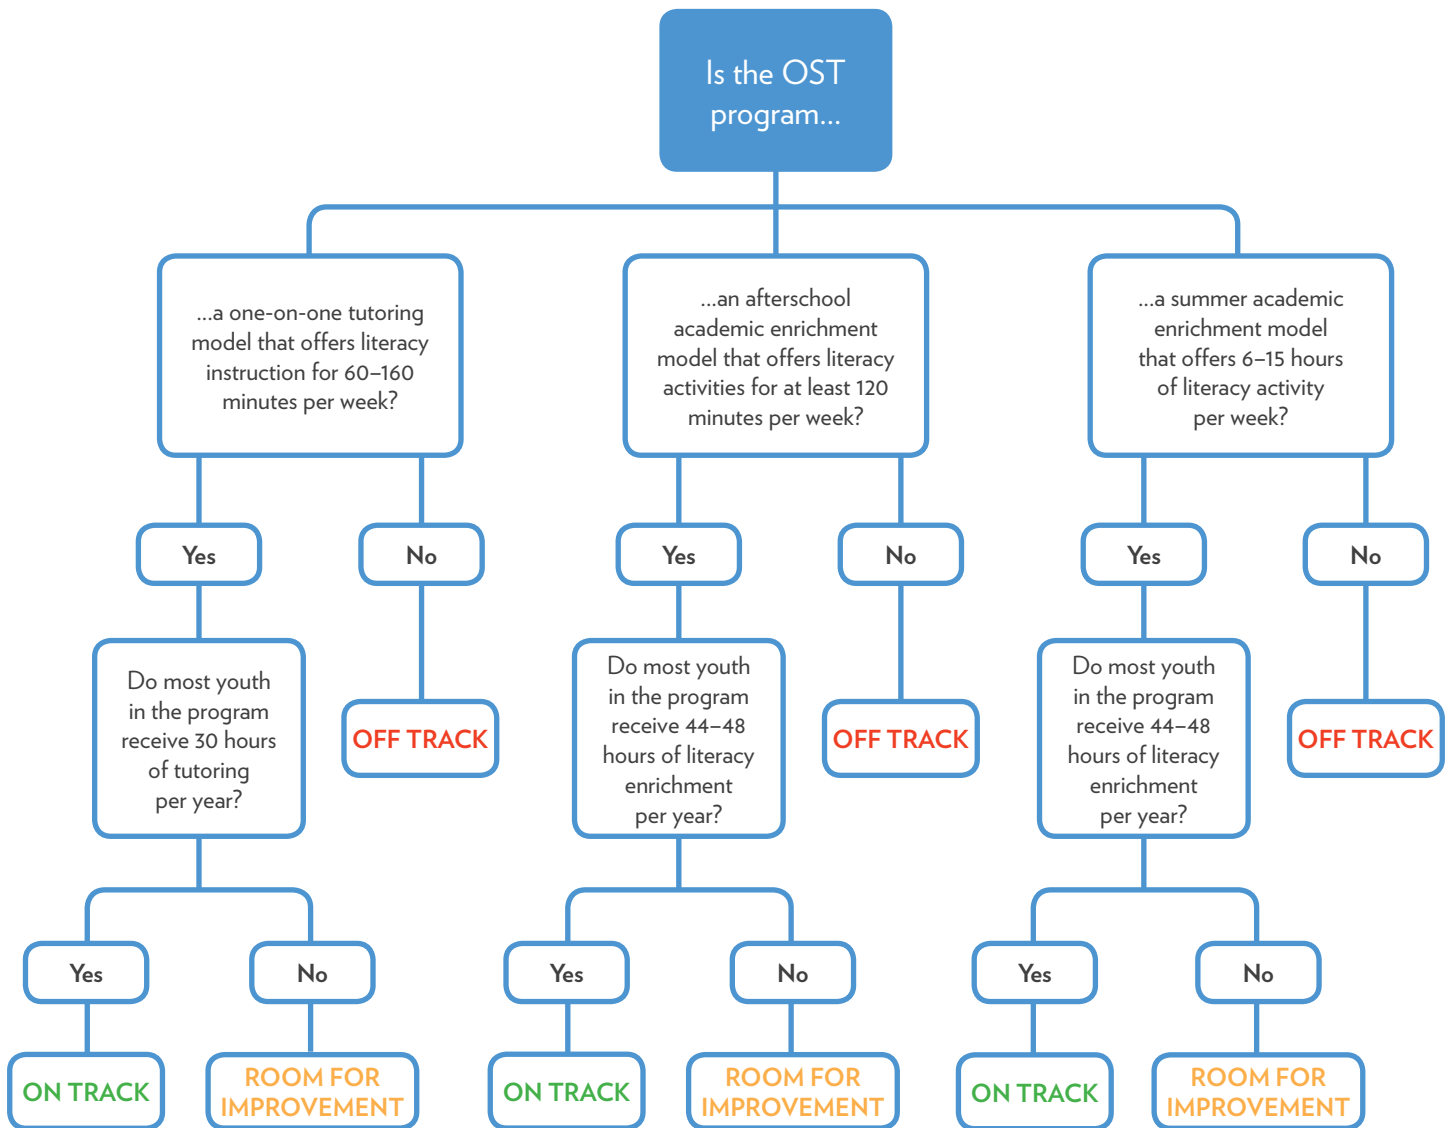 Is the OST
program...
...a one-on-one tutoring
model that offers literacy
instruction for 60–160
minutes per week?
...an afterschool
academic enrichment
model that offers literacy
activities for at least 120
minutes per week?
...a summer academic
enrichment model
that offers 6–15 hours
of literacy activity
per week?
Yes
No
Yes
No
Yes
No
Do most youth
in the program
receive 30 hours
of tutoring
per year?
OFF TRACK
Do most youth
in the program
receive 44–48
hours of literacy
enrichment
per year?
OFF TRACK
Do most youth
in the program
receive 44–48
hours of literacy
enrichment
per year?
OFF TRACK
Yes
No
Yes
No
Yes
No
ON TRACK
ROOM FOR
IMPROVEMENT
ON TRACK
ROOM FOR
IMPROVEMENT
ON TRACK
ROOM FOR
IMPROVEMENT